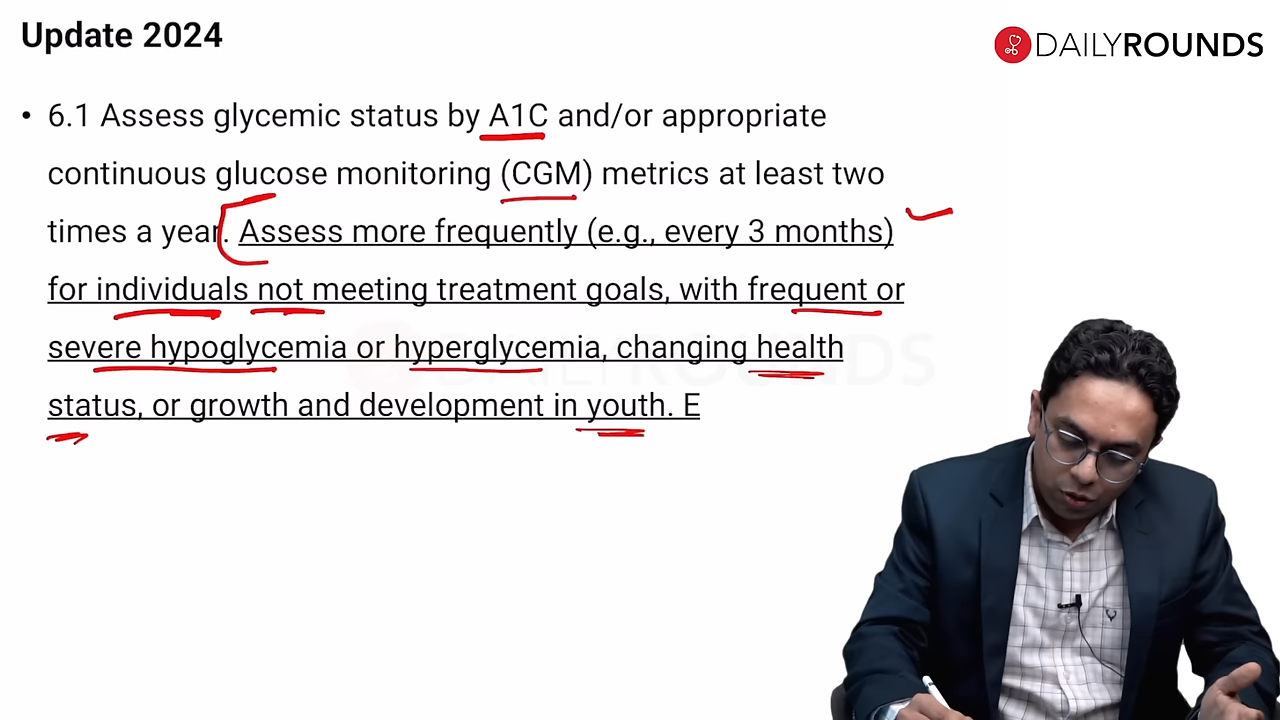 Update 2024
DAILYROUNDS
• 6.1 Assess glycemic status by A1C and/or appropriate
continuous glucose monitoring (CGM) metrics at least two
times a year. Assess more frequently (e.g., every 3 months)
for individuals not meeting treatment goals, with frequent or
severe hypoglycemia or hyperglycemia, changing health
status, or growth and development in youth. E
DAILYROUNDS